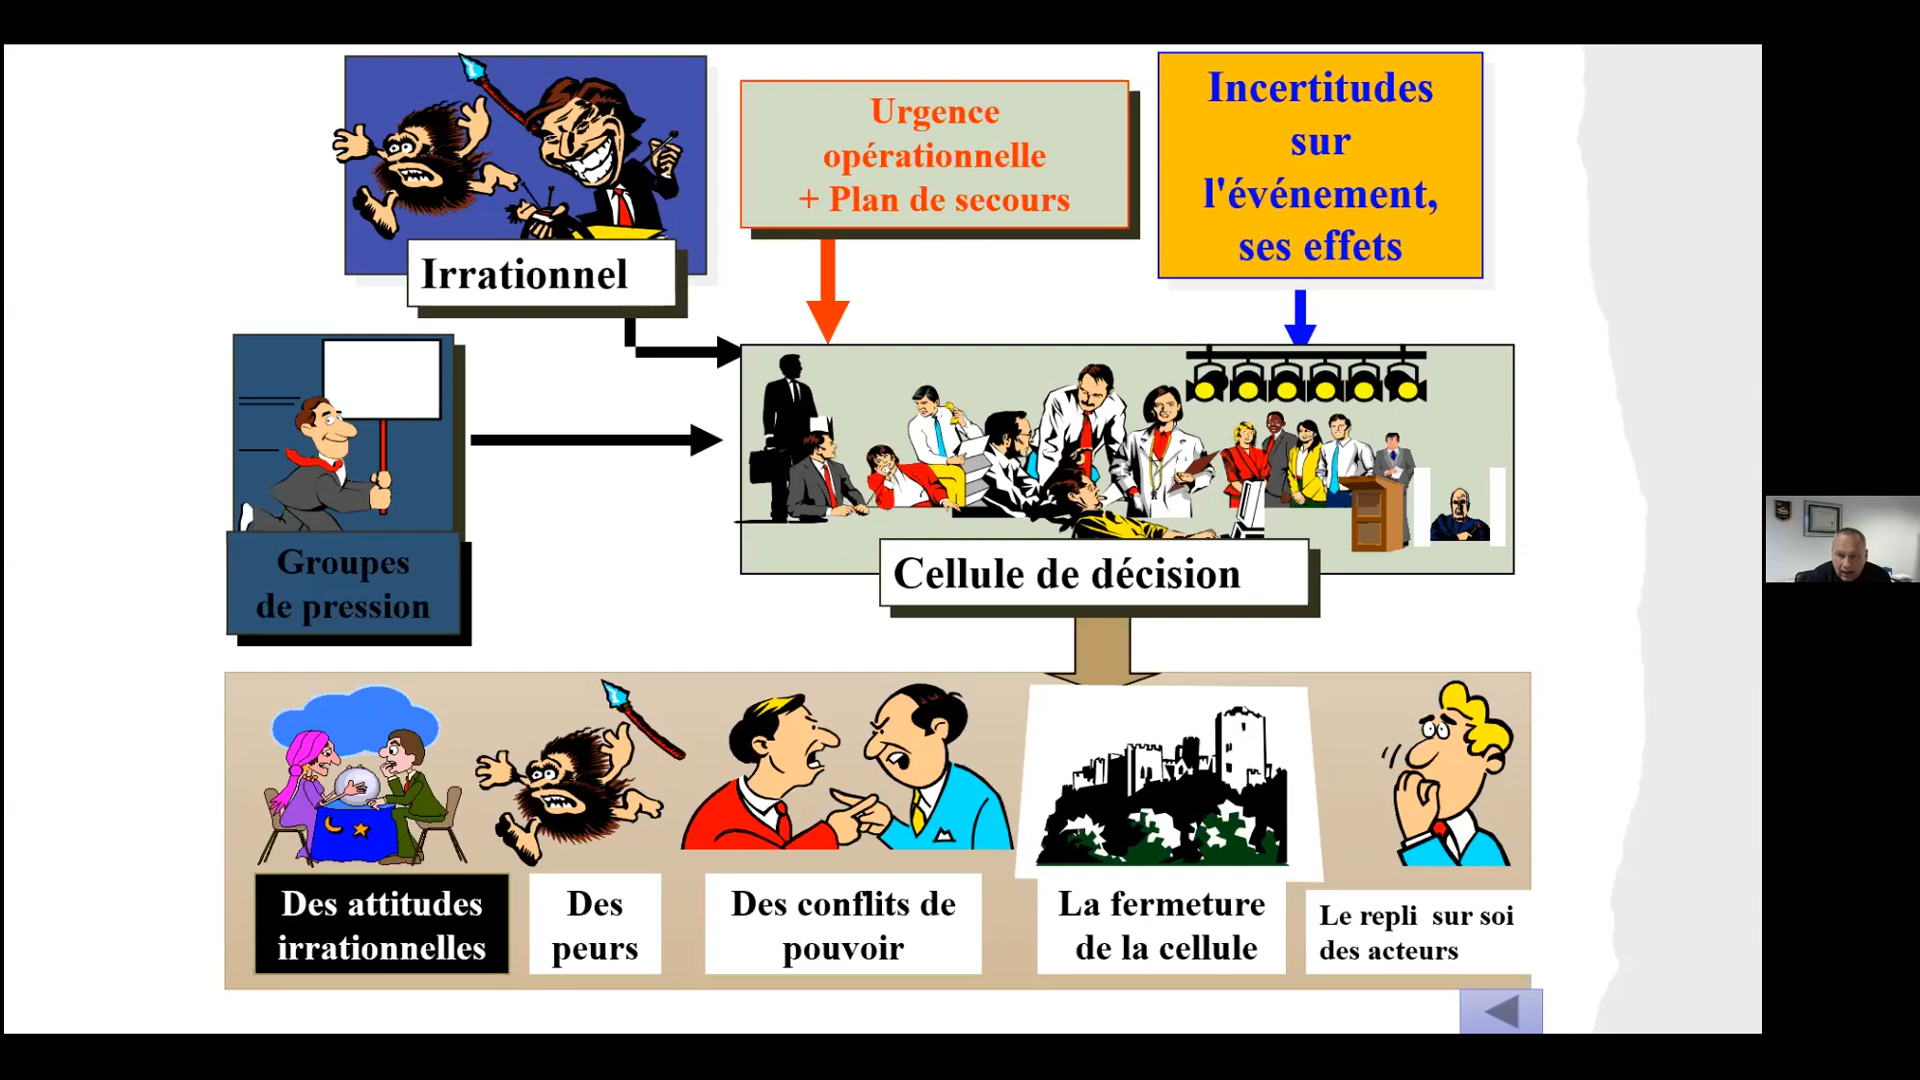 Irrationnel
Urgence
opérationnelle
+ Plan de secours
Incertitudes
sur
l'événement,
ses effets
Groupes
de pression
Cellule de décision
Des attitudes
irrationnelles
Des
peurs
Des conflits de
pouvoir
La fermeture
de la cellule
Le repli sur soi
des acteurs